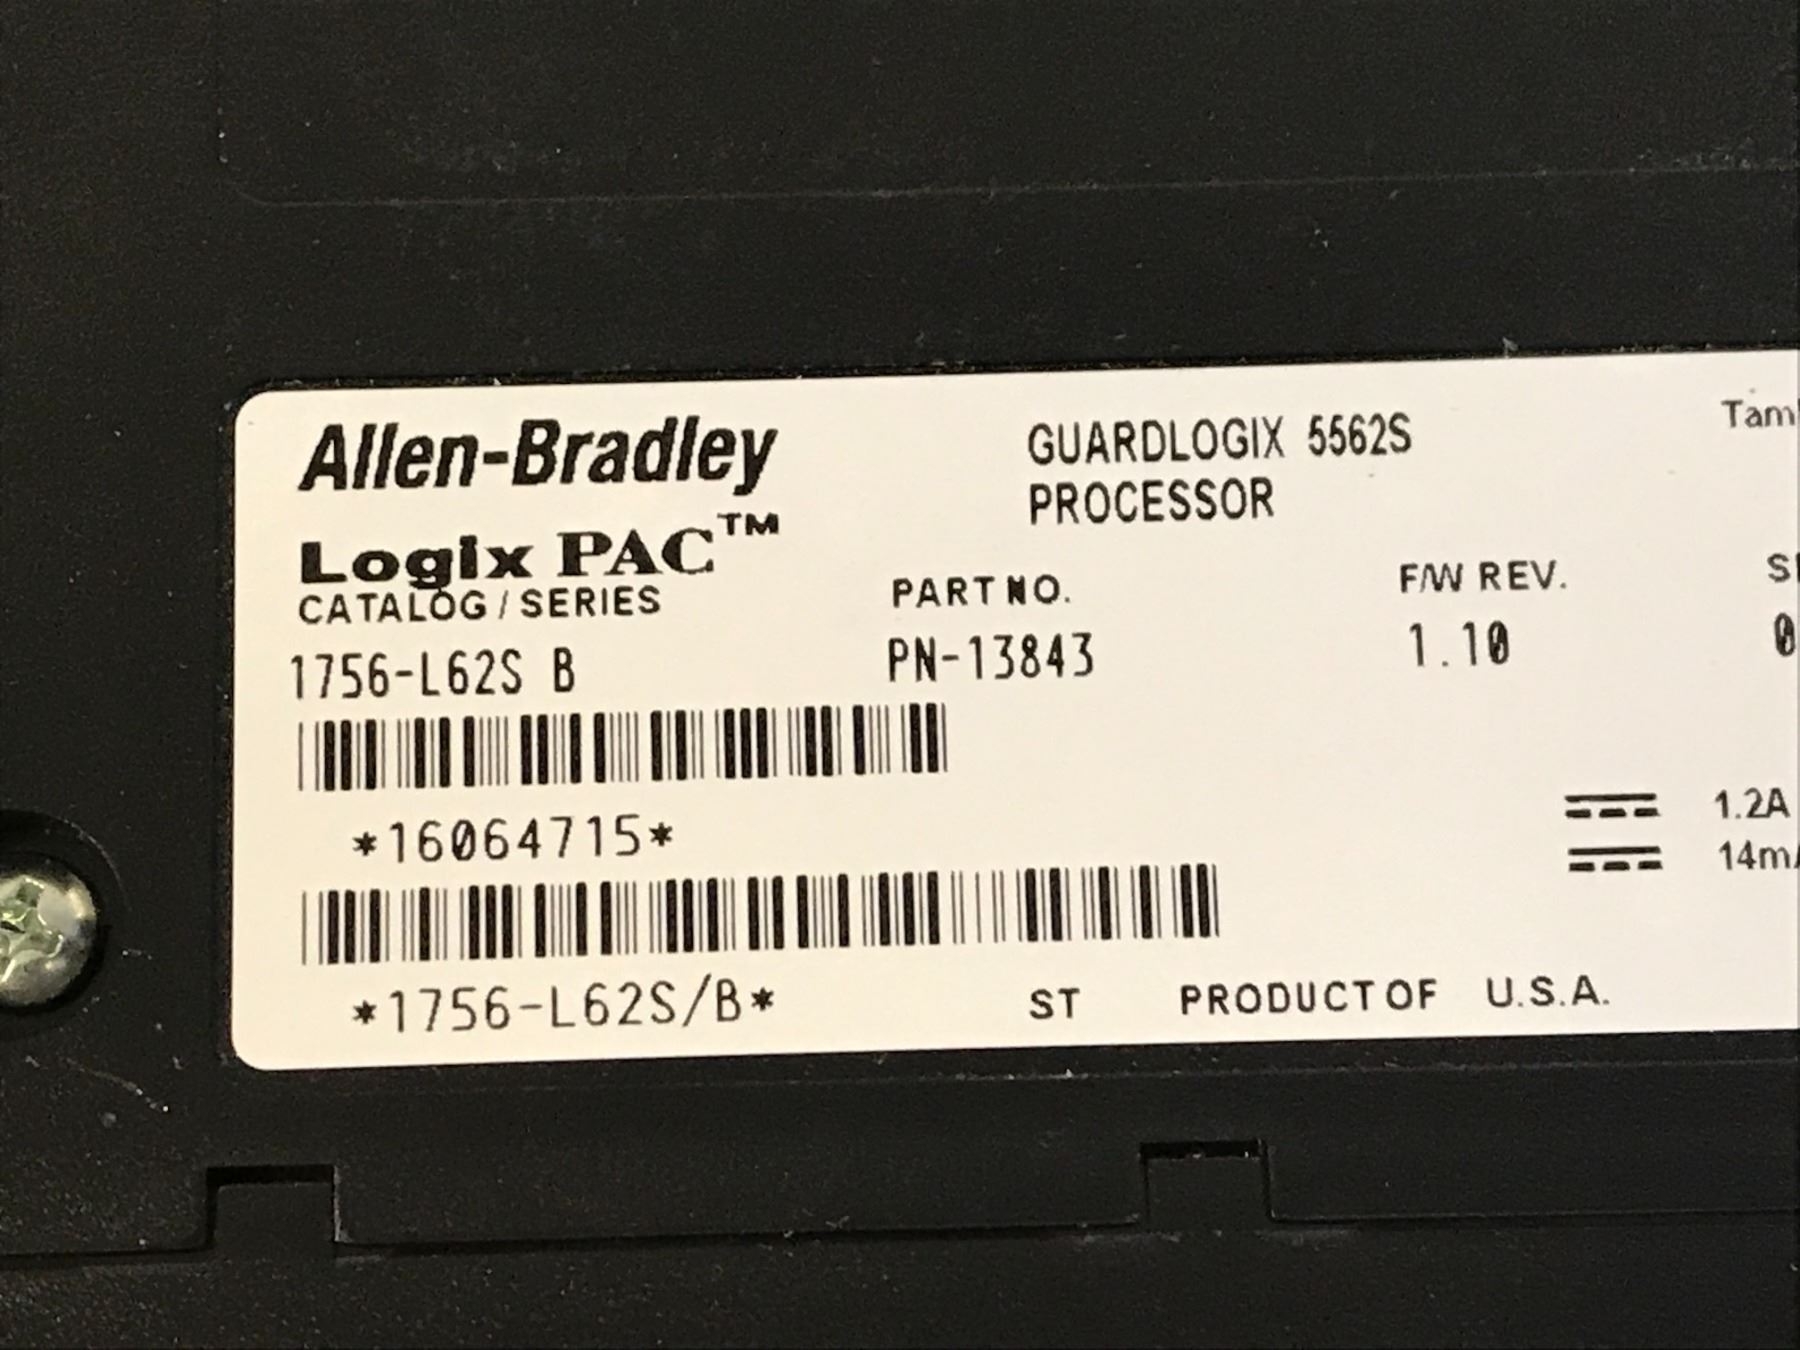 Allen-Bradley
Logix PAC™
GUARDLOGIX 5562S
PROCESSOR
CATALOG / SERIES
1756-L62S B
PART NO.
PN-13843
F/W REV.
1.10
*16064715*
1.2A
14m
*1756-L62S/B*
ST PRODUCT OF U.S.A.